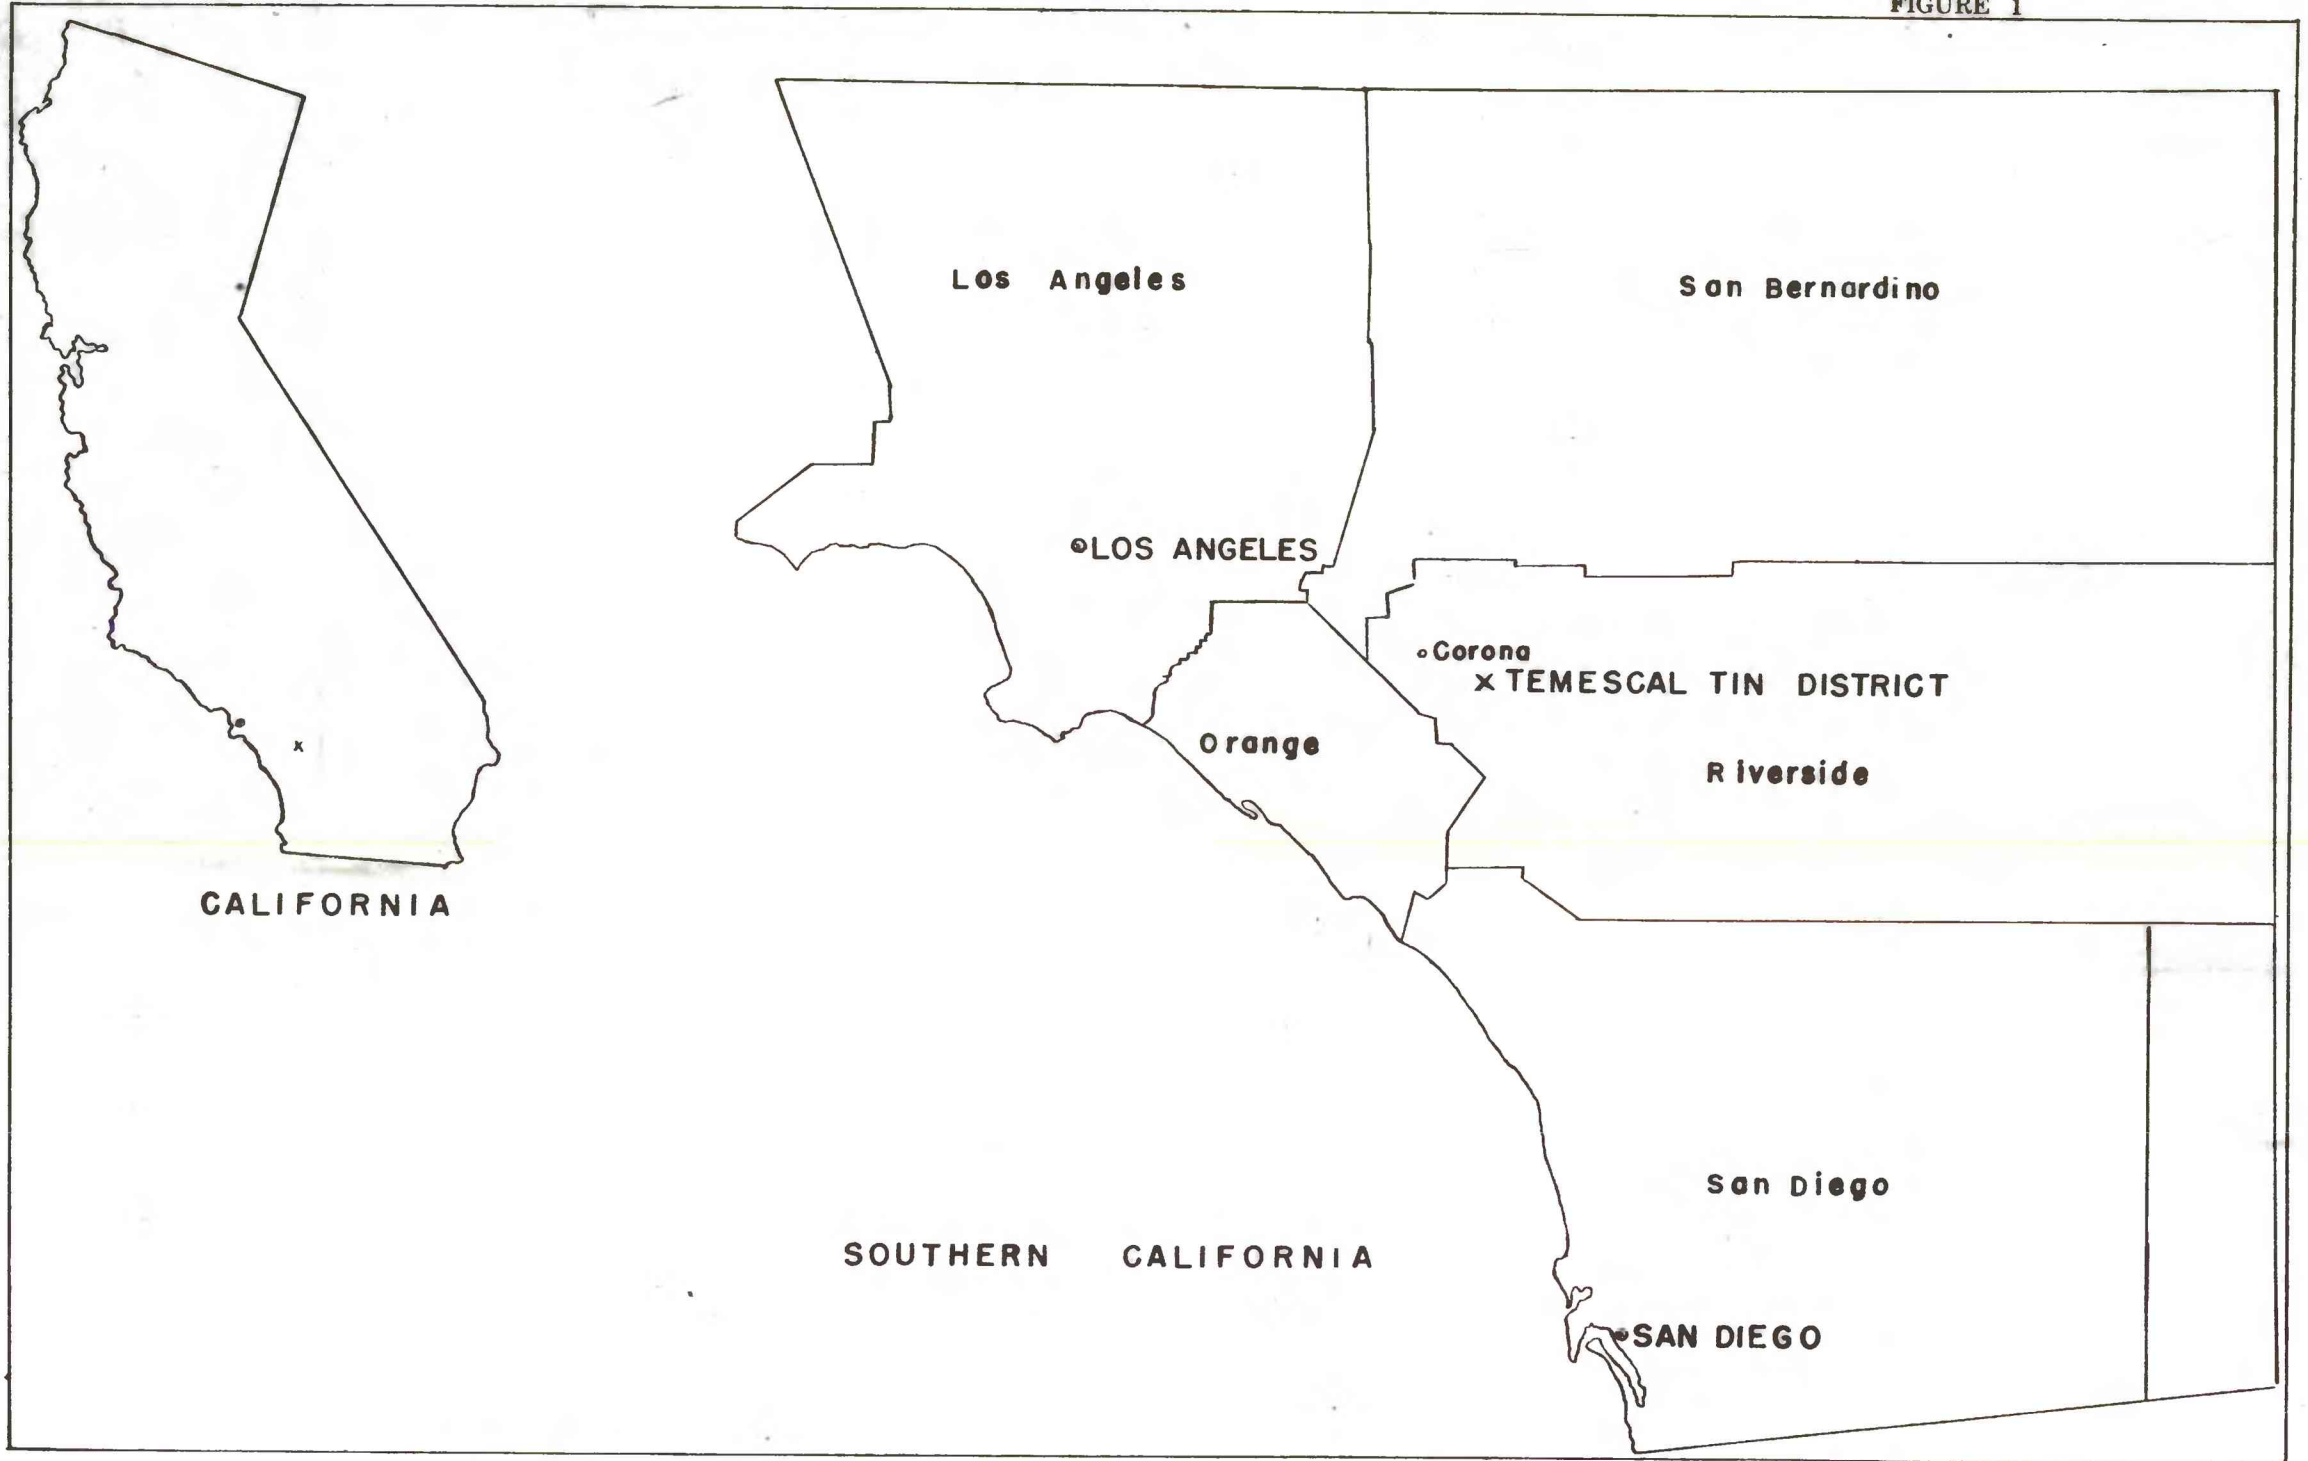 FIGURE 1
Los Angeles
San Bernardino
LOS ANGELES
Corona
x TEMESCAL TIN DISTRICT
Orange
Riverside
x
CALIFORNIA
San Diego
SOUTHERN CALIFORNIA
SAN DIEGO